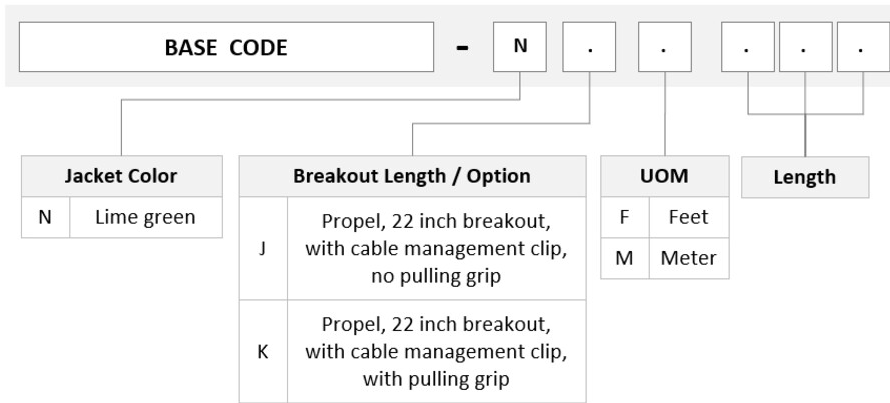 BASE CODE - N . . . . .
Jacket Color
N Lime green
Breakout Length / Option
J Propel, 22 inch breakout,
with cable management clip,
no pulling grip
K Propel, 22 inch breakout,
with cable management clip,
with pulling grip
UOM
F Feet
M Meter
Length